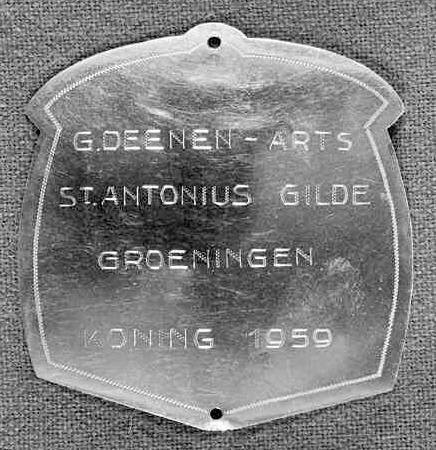 G.DEENEN - ARTS
ST.ANTONIUS GILDE
GROENINGEN
KONING 1959